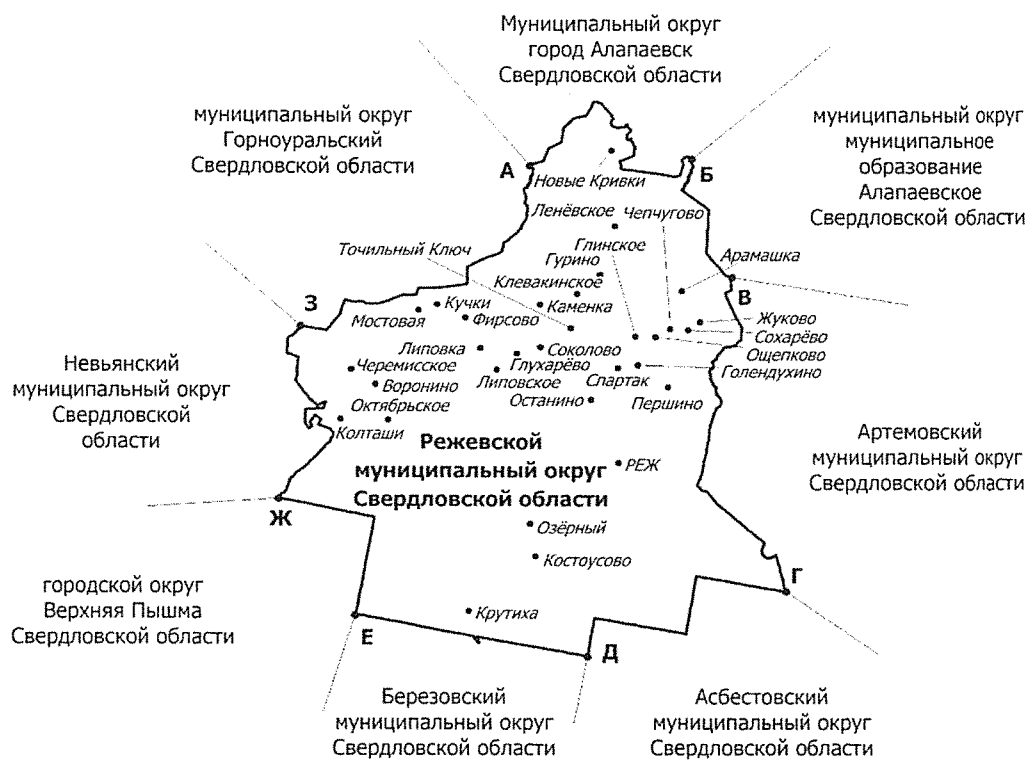 Муниципальный округ
город Алапаевск
Свердловской области
муниципальный округ
Горноуральский
Свердловской области
муниципальный округ
муниципальное
образование
Алапаевское
Свердловской области
А
Б
Новые Кривки
Ленёвское
Чепчугово
Глинское
Точильный Ключ
Гурино
Арамашка
Клевакинское
В
З
Кучки
Каменка
Мостовая
Фирсово
Жуково
Сохарёво
Ощепково
Голендухино
Липовка
Соколово
Черемисское
Глухарёво
Воронино
Липовское
Спартак
Останино
Першино
Октябрьское
Колташи
Невьянский
муниципальный округ
Свердловской
области
Режевской
муниципальный округ
Свердловской области
РЕЖ
Артемовский
муниципальный округ
Свердловской области
Ж
Озёрный
Костоусово
Г
городской округ
Верхняя Пышма
Свердловской области
Крутиха
Е
Д
Березовский
муниципальный округ
Свердловской области
Асбестовский
муниципальный округ
Свердловской области